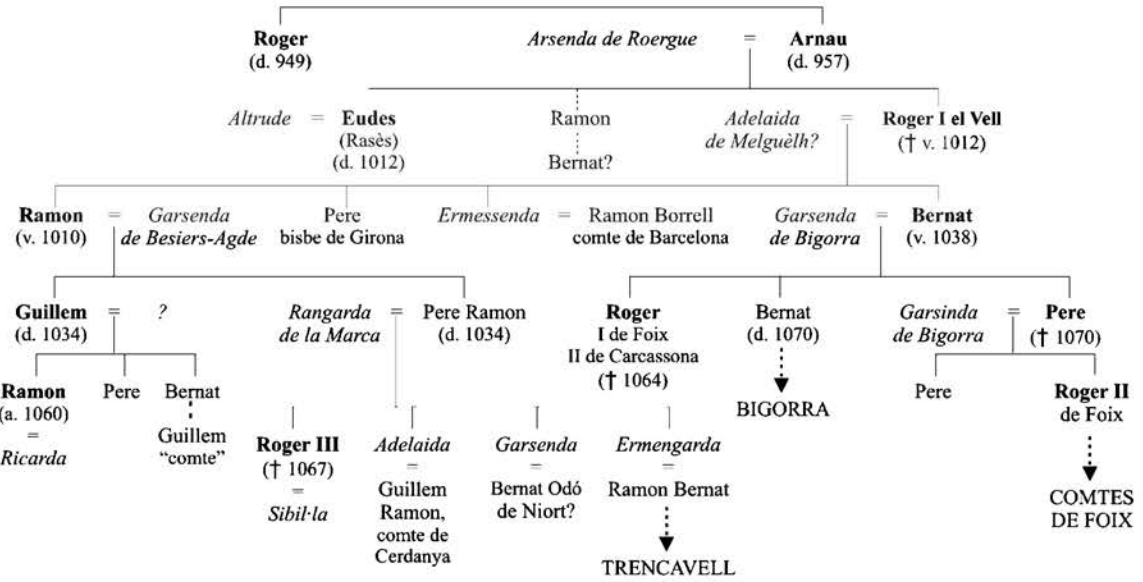 Roger
(d. 949)
Arsenda de Roergue = Arnau
(d. 957)
Altrude = Eudes
(Rasès)
(d. 1012)
Ramon
Bernat?
Adelaida
de Melguèlh?
=
Roger I el Vell
(† v. 1012)
Ramon
(v. 1010)
=
Garsenda
de Besiers-Agde
Pere
bisbe de Girona
Ermessenda = Ramon Borrell
comte de Barcelona
Garsenda
de Bigorra
=
Bernat
(v. 1038)
Guillem
(d. 1034)
= ?
Rangarda
de la Marca
=
Pere Ramon
(d. 1034)
Roger
I de Foix
II de Carcassona
(† 1064)
Bernat
(d. 1070)
BIGORRA
Garsinda
de Bigorra
=
Pere
(† 1070)
Ramon
(a. 1060)
=
Ricarda
Pere
Bernat
Guillem
“comte”
Roger III
(† 1067)
=
Sibil·la
Adelaida
=
Guillem
Ramon,
comte de
Cerdanya
Garsenda
=
Bernat Odó
de Niort?
Ermengarda
=
Ramon Bernat
TRENCAVELL
Pere
Roger II
de Foix
COMTES
DE FOIX